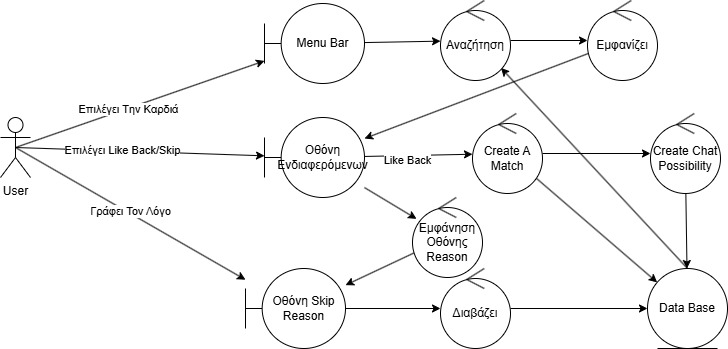 Menu Bar
Αναζήτηση
Εμφανίζει
Επιλέγει Την Καρδιά
User
Επιλέγει Like Back/Skip
Οθόνη
Ενδιαφερόμενων
Like Back
Create A
Match
Create Chat
Possibility
Γράφει Τον Λόγο
Εμφάνηση
Οθόνης
Reason
Οθόνη Skip
Reason
Διαβάζει
Data Base